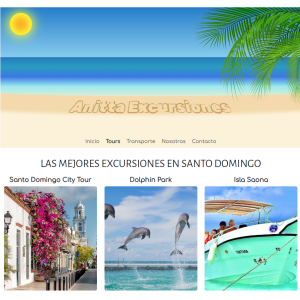 Anitta Excursiones
Inicio Tours Transporte Nosotros Contacto
LAS MEJORES EXCURSIONES EN SANTO DOMINGO
Santo Domingo City Tour Dolphin Park Isla Saona